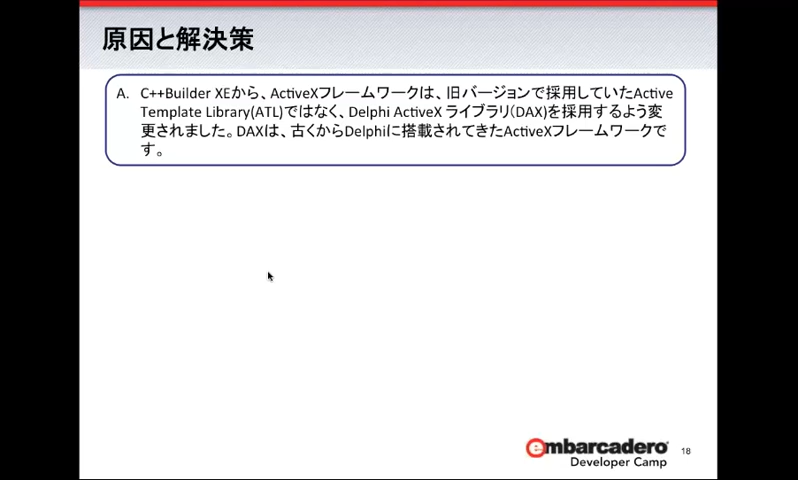 原因と解決策
A. C++Builder XEから、ActiveXフレームワークは、旧バージョンで採用していたActive
Template Library(ATL)ではなく、Delphi ActiveX ライブラリ(DAX)を採用するよう変
更されました。DAXは、古くからDelphiに搭載されてきたActiveXフレームワークで
す。
embarcadero
Developer Camp
18